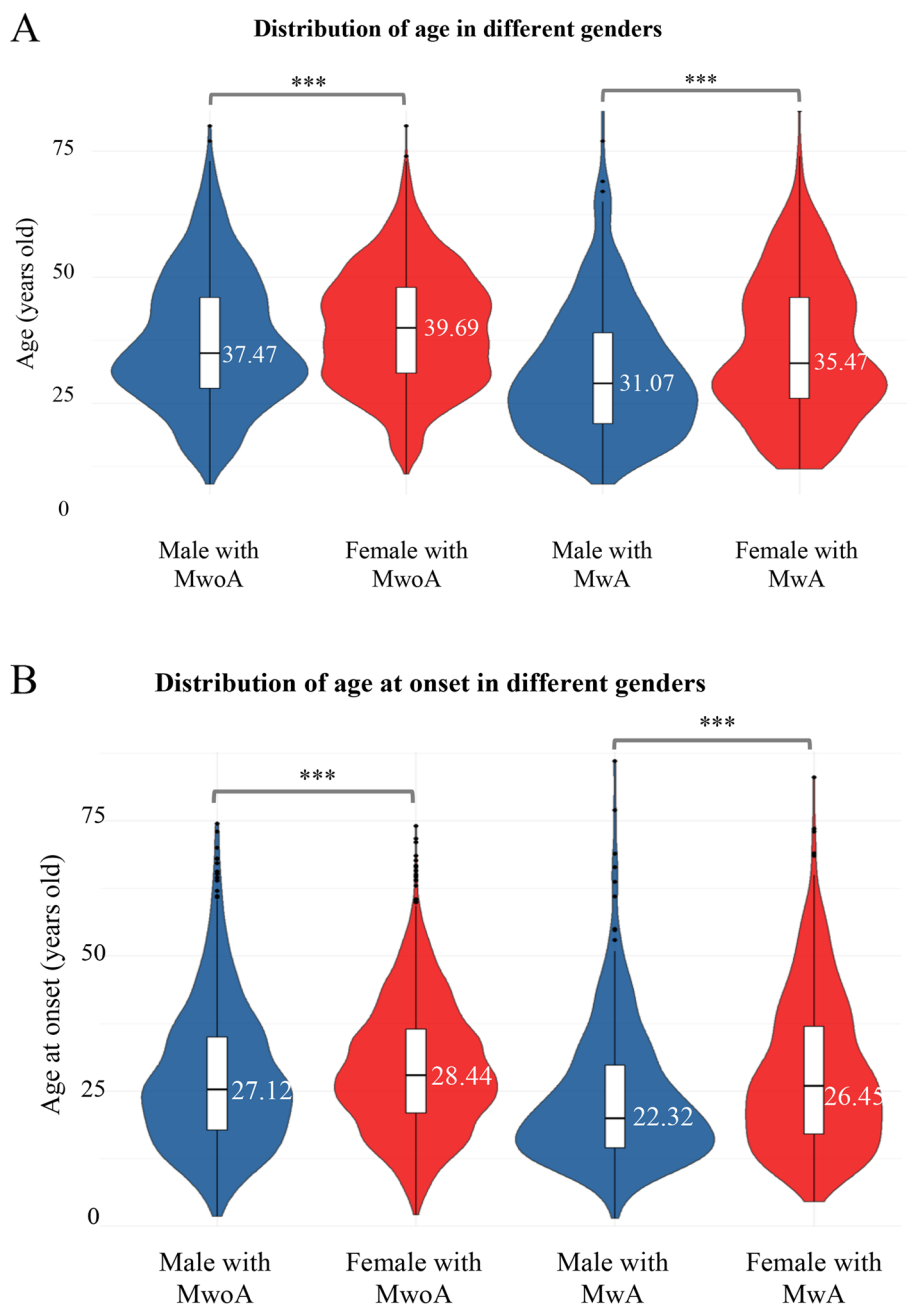 A
Distribution of age in different genders
***
***
Age (years old)
75
50
25
0
37.47
39.69
31.07
35.47
Male with
MwoA
Female with
MwoA
Male with
MwA
Female with
MwA
B
Distribution of age at onset in different genders
***
***
Age at onset (years old)
75
50
25
0
27.12
28.44
22.32
26.45
Male with
MwoA
Female with
MwoA
Male with
MwA
Female with
MwA